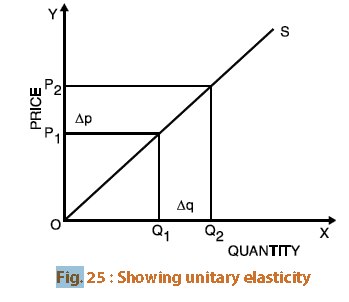 Y
S
P2
PRICE
Δp
P1
Δq
O
Q1
Q2
X
QUANTITY
Fig. 25 : Showing unitary elasticity